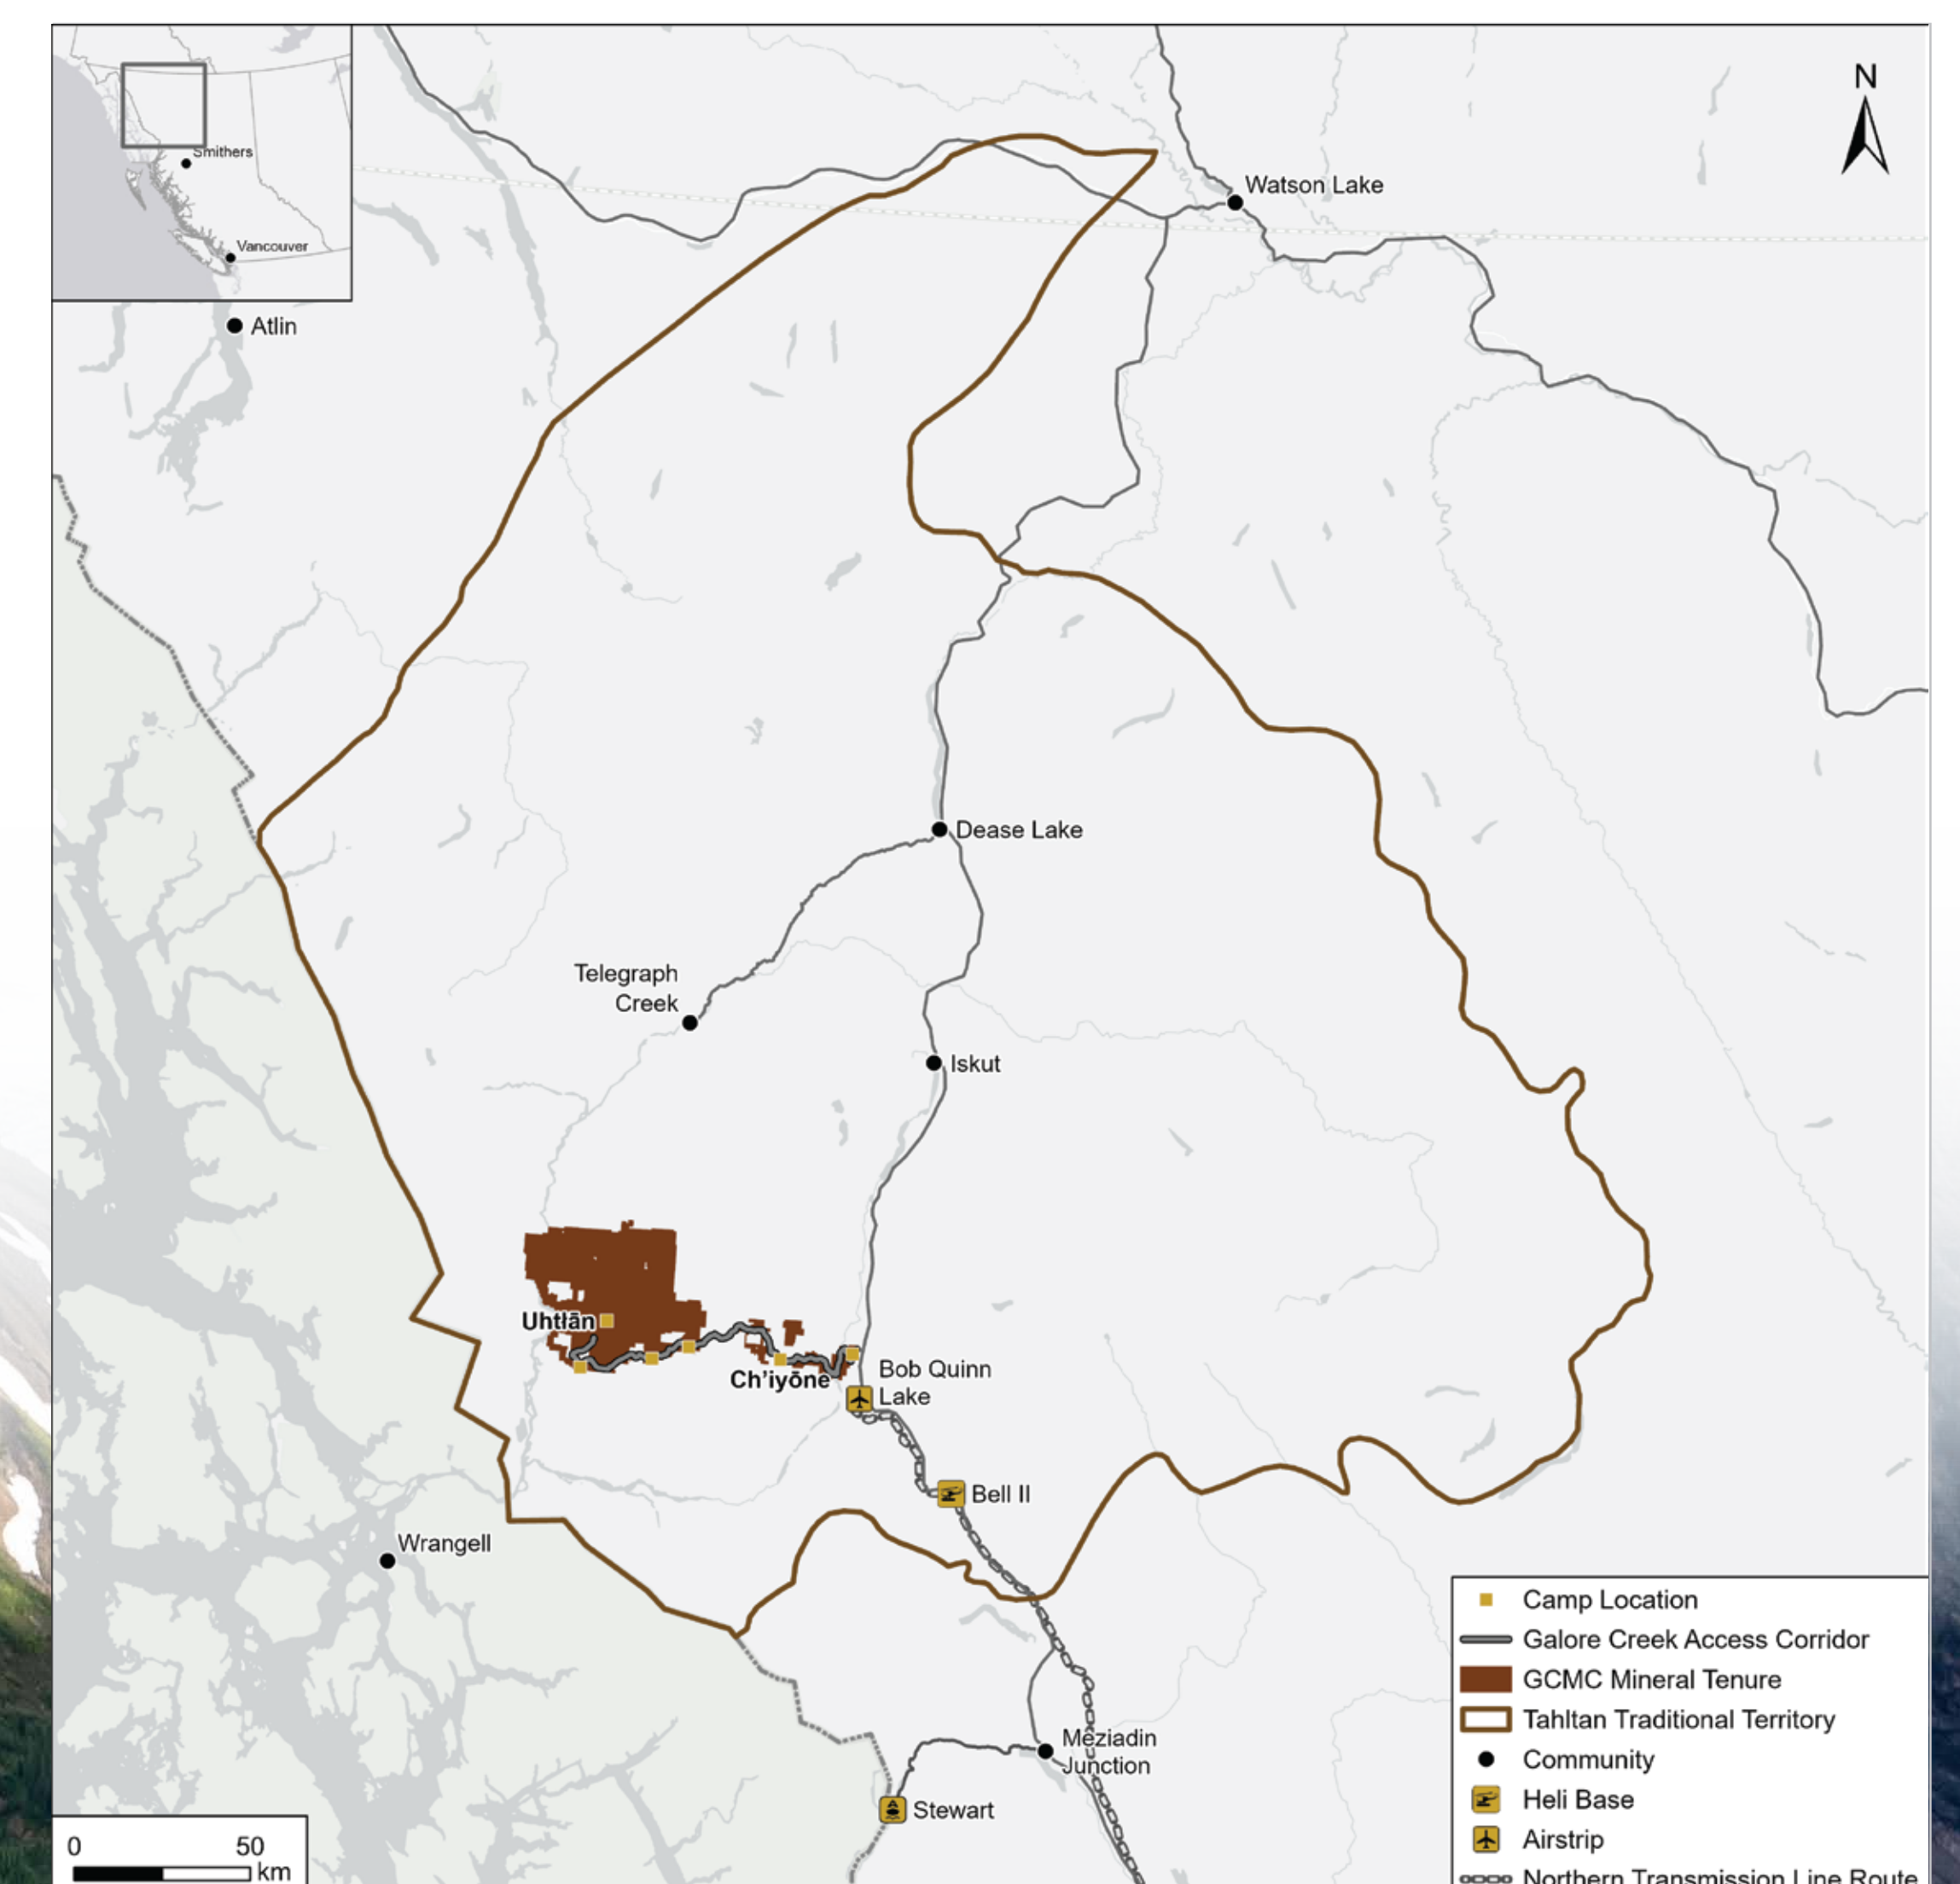 Smithers
Vancouver
N
Watson Lake
Atlin
Dease Lake
Telegraph
Creek
Iskut
Uhtłān
Ch'iyōne
Bob Quinn
Lake
Bell II
Wrangell
Meziadin
Junction
Stewart
0 50
km
Camp Location
Galore Creek Access Corridor
GCMC Mineral Tenure
Tahltan Traditional Territory
Community
Heli Base
Airstrip
Northern Transmission Line Route